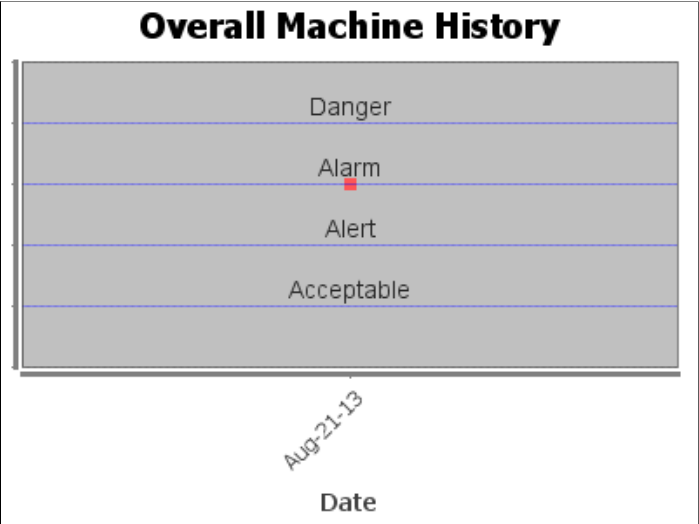 Overall Machine History
Danger
Alarm
Alert
Acceptable
Aug-21-13
Date